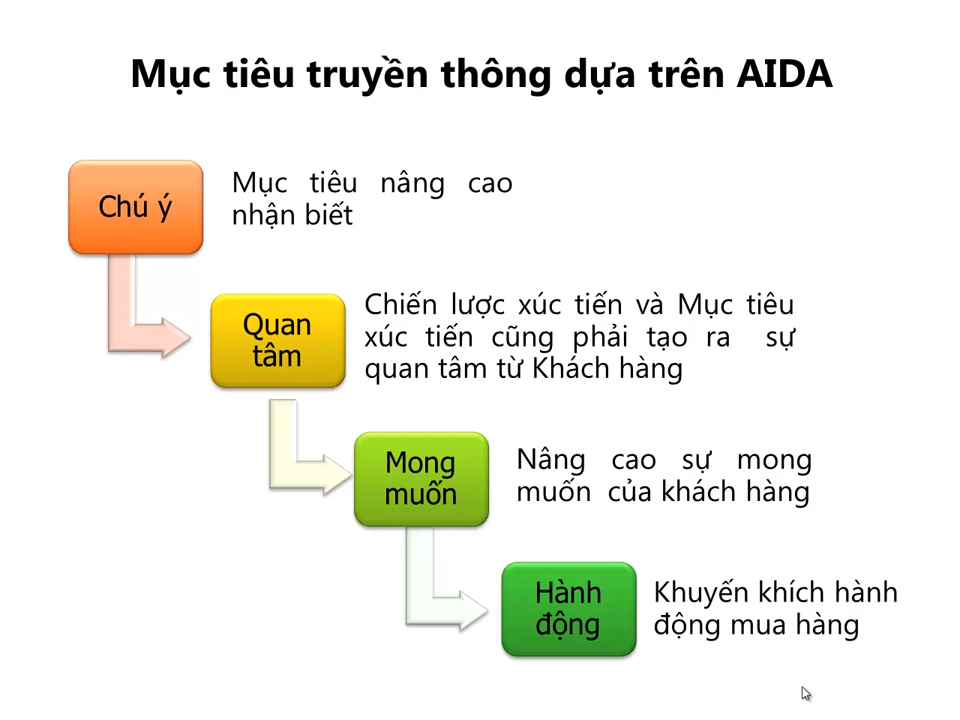 Mục tiêu truyền thông dựa trên AIDA
Chú ý
Mục tiêu nâng cao
nhận biết
Quan
tâm
Chiến lược xúc tiến và Mục tiêu
xúc tiến cũng phải tạo ra sự
quan tâm từ Khách hàng
Mong
muốn
Nâng cao sự mong
muốn của khách hàng
Hành
động
Khuyến khích hành
động mua hàng